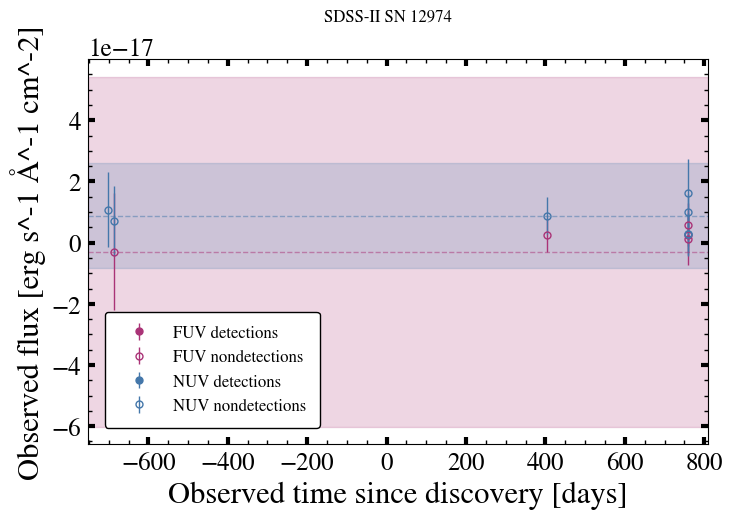 SDSS-II SN 12974
1e−17
Observed flux [erg s^-1 Å^-1 cm^-2]
4
2
0
−2
−4
−6
FUV detections
FUV nondetections
NUV detections
NUV nondetections
−600 −400 −200 0 200 400 600 800
Observed time since discovery [days]